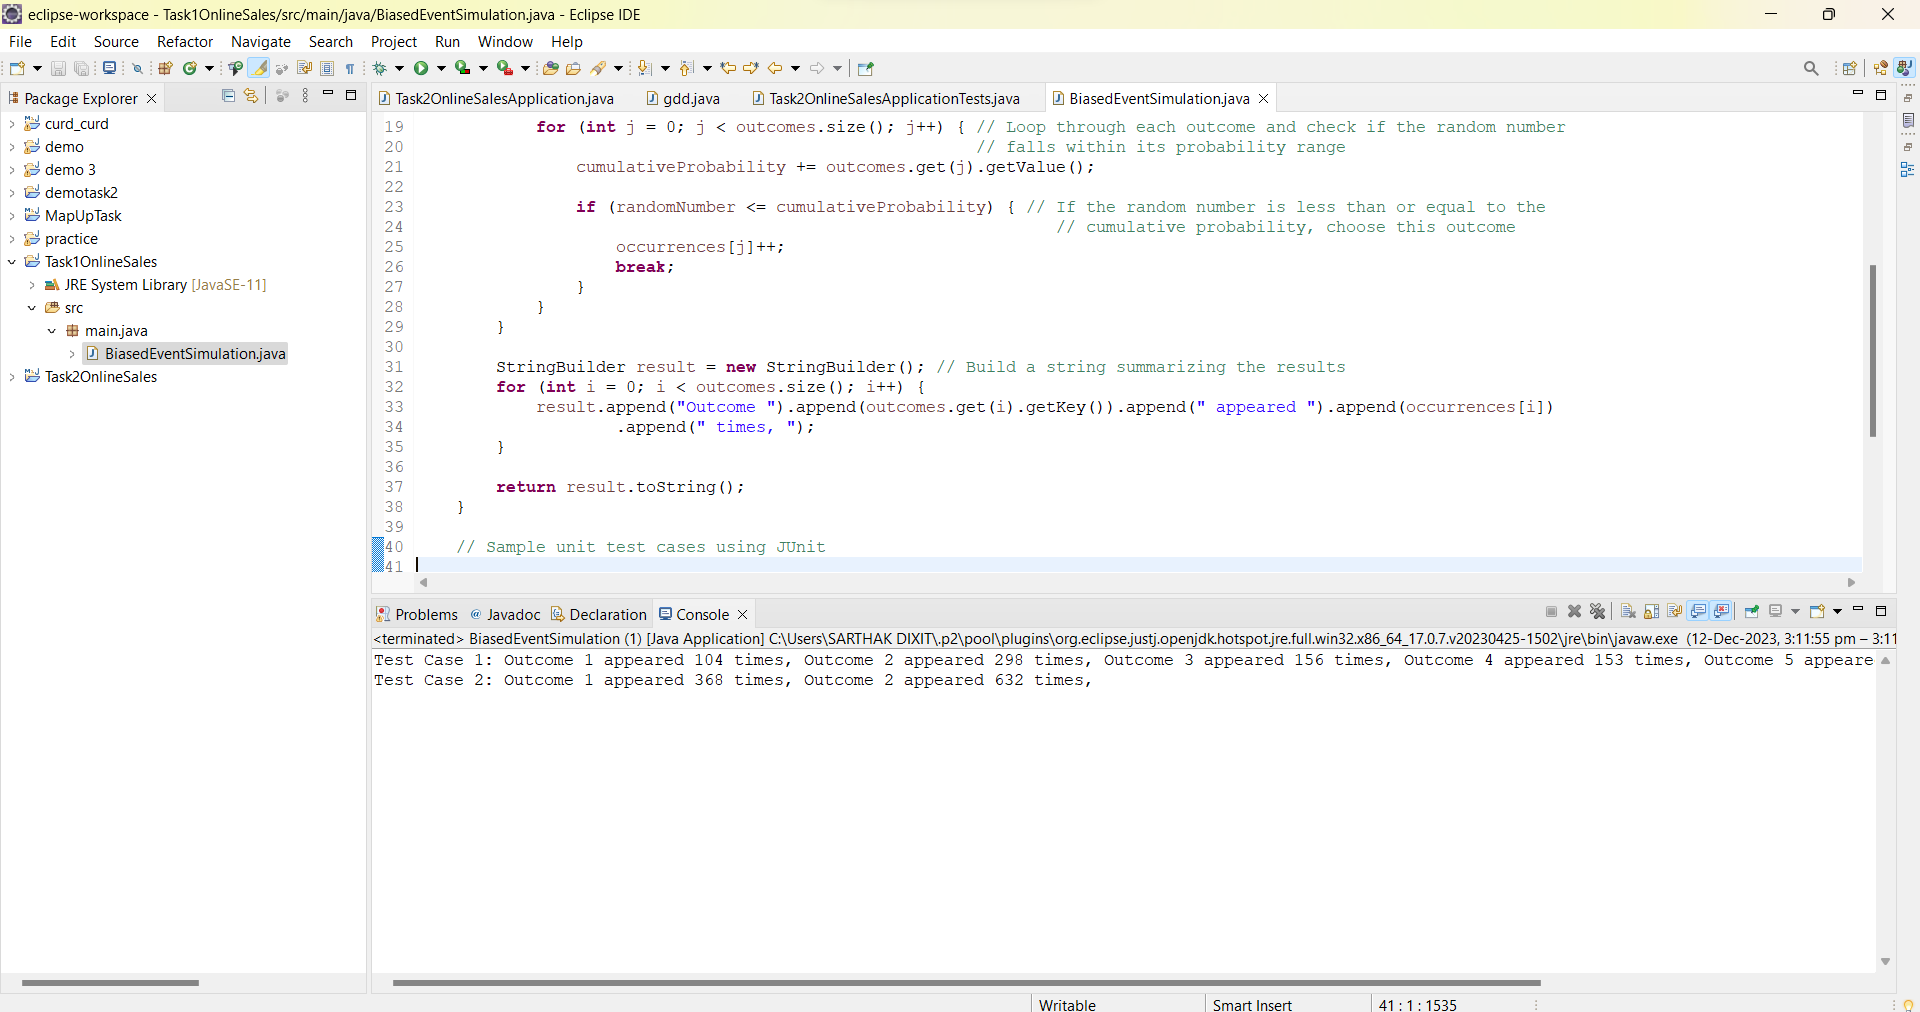 eclipse-workspace - Task1OnlineSales/src/main/java/BiasedEventSimulation.java - Eclipse IDE
File Edit Source Refactor Navigate Search Project Run Window Help
Package Explorer
curd_curd
demo
demo 3
demotask2
MapUpTask
practice
Task1OnlineSales
JRE System Library [JavaSE-11]
src
main.java
BiasedEventSimulation.java
Task2OnlineSales
Task2OnlineSalesApplication.java gdd.java Task2OnlineSalesApplicationTests.java BiasedEventSimulation.java
19 for (int j = 0; j < outcomes.size(); j++) { // Loop through each outcome and check if the random number
20 // falls within its probability range
21 cumulativeProbability += outcomes.get(j).getValue();
22
23 if (randomNumber <= cumulativeProbability) { // If the random number is less than or equal to the
24 // cumulative probability, choose this outcome
25 occurrences[j]++;
26 break;
27 }
28 }
29 }
30
31 StringBuilder result = new StringBuilder(); // Build a string summarizing the results
32 for (int i = 0; i < outcomes.size(); i++) {
33 result.append("Outcome ").append(outcomes.get(i).getKey()).append(" appeared ").append(occurrences[i])
34 .append(" times, ");
35 }
36
37 return result.toString();
38 }
39
40 // Sample unit test cases using JUnit
41
Problems @ Javadoc Declaration Console
<terminated> BiasedEventSimulation (1) [Java Application] C:\Users\SARTHAK DIXIT\.p2\pool\plugins\org.eclipse.justj.openjdk.hotspot.jre.full.win32.x86_64_17.0.7.v20230425-1502\jre\bin\javaw.exe (12-Dec-2023, 3:11:55 pm – 3:11
Test Case 1: Outcome 1 appeared 104 times, Outcome 2 appeared 298 times, Outcome 3 appeared 156 times, Outcome 4 appeared 153 times, Outcome 5 appeare
Test Case 2: Outcome 1 appeared 368 times, Outcome 2 appeared 632 times,
Writable Smart Insert 41 : 1 : 1535